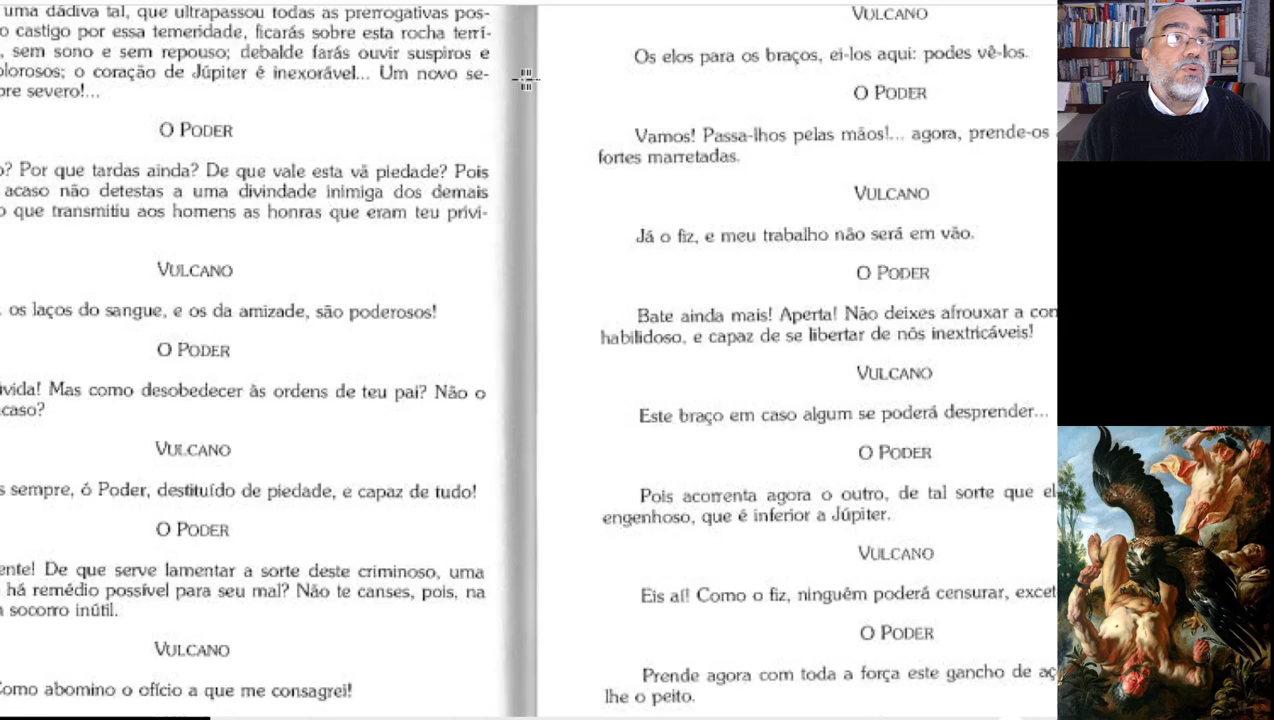 uma dádiva tal, que ultrapassou todas as prerrogativas pos-
o castigo por essa temeridade, ficarás sobre esta rocha terrí-
, sem sono e sem repouso; debalde farás ouvir suspiros e
olorosos; o coração de Júpiter é inexorável... Um novo se-
pre severo!...
O PODER
o? Por que tardas ainda? De que vale esta vã piedade? Pois
acaso não detestas a uma divindade inimiga dos demais
o que transmitiu aos homens as honras que eram teu privi-
VULCANO
. os laços do sangue, e os da amizade, são poderosos!
O PODER
úvida! Mas como desobedecer às ordens de teu pai? Não o
caso?
VULCANO
s sempre, ó Poder, destituído de piedade, e capaz de tudo!
O PODER
ente! De que serve lamentar a sorte deste criminoso, uma
há remédio possível para seu mal? Não te canses, pois, na
socorro inútil.
VULCANO
Como abomino o ofício a que me consagrei!
VULCANO
Os elos para os braços, ei-los aqui: podes vê-los.
O PODER
Vamos! Passa-lhos pelas mãos!... agora, prende-os
fortes marretadas.
VULCANO
Já o fiz, e meu trabalho não será em vão.
O PODER
Bate ainda mais! Aperta! Não deixes afrouxar a cor
habilidoso, e capaz de se libertar de nós inextricáveis!
VULCANO
Este braço em caso algum se poderá desprender...
O PODER
Pois acorrenta agora o outro, de tal sorte que el
engenhoso, que é inferior a Júpiter.
VULCANO
Eis aí! Como o fiz, ninguém poderá censurar, excet
O PODER
Prende agora com toda a força este gancho de aç
lhe o peito.